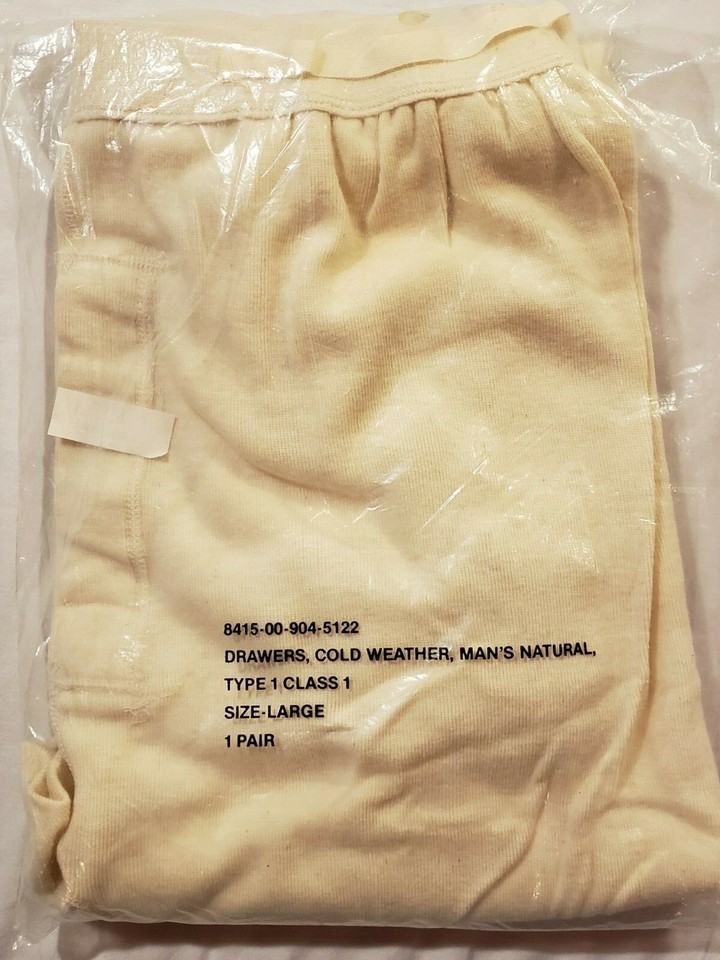 8415-00-904-5122
DRAWERS, COLD WEATHER, MAN'S NATURAL,
TYPE 1 CLASS 1
SIZE-LARGE
1 PAIR